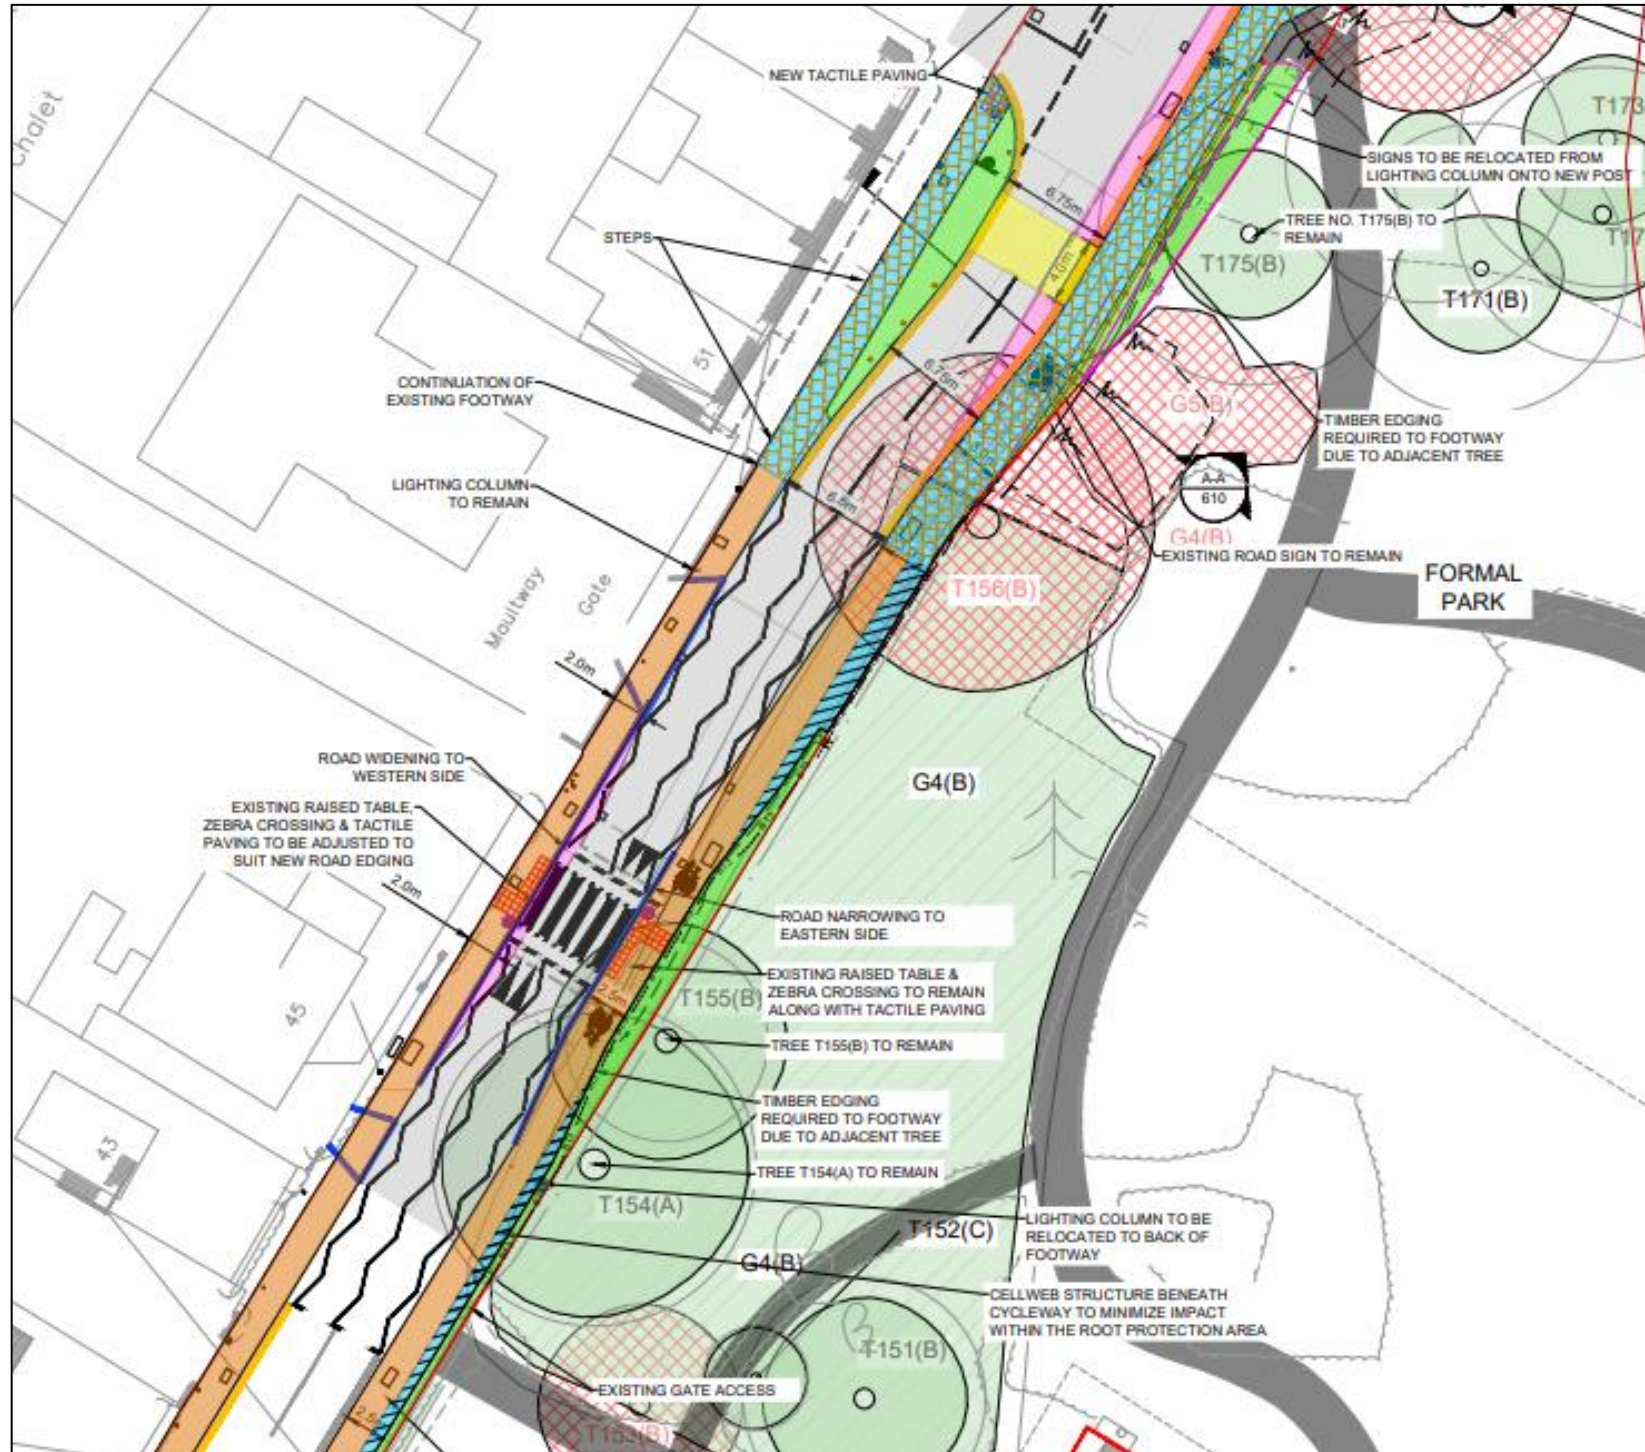 Chalet
NEW TACTILE PAVING
SIGNS TO BE RELOCATED FROM
LIGHTING COLUMN ONTO NEW POST
6.75m
TREE NO. T175(B) TO
REMAIN
T175(B)
STEPS
4.0m
T171(B)
51
6.75m
CONTINUATION OF
EXISTING FOOTWAY
G5(B)
TIMBER EDGING
REQUIRED TO FOOTWAY
DUE TO ADJACENT TREE
LIGHTING COLUMN
TO REMAIN
6.5m
A-A
610
G4(B)
EXISTING ROAD SIGN TO REMAIN
FORMAL
PARK
T156(B)
Maultway
Gate
2.0m
ROAD WIDENING TO
WESTERN SIDE
G4(B)
EXISTING RAISED TABLE,
ZEBRA CROSSING & TACTILE
PAVING TO BE ADJUSTED TO
SUIT NEW ROAD EDGING
2.0m
ROAD NARROWING TO
EASTERN SIDE
EXISTING RAISED TABLE &
ZEBRA CROSSING TO REMAIN
ALONG WITH TACTILE PAVING
2.5m
T155(B)
45
TREE T155(B) TO REMAIN
TIMBER EDGING
REQUIRED TO FOOTWAY
DUE TO ADJACENT TREE
43
TREE T154(A) TO REMAIN
T154(A)
LIGHTING COLUMN TO BE
RELOCATED TO BACK OF
FOOTWAY
T152(C)
G4(B)
CELLWEB STRUCTURE BENEATH
CYCLEWAY TO MINIMIZE IMPACT
WITHIN THE ROOT PROTECTION AREA
T151(B)
EXISTING GATE ACCESS
T153(B)